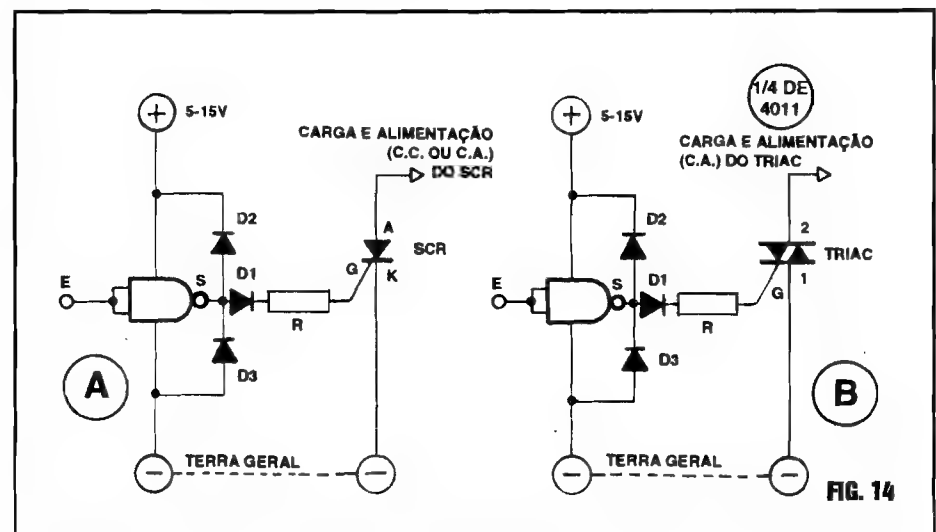 5-15V
CARGA E ALIMENTAÇÃO
(C.C. OU C.A.)
DO SCR
D2
A
SCR
G
K
E
S
D1
R
D3
A
TERRA GERAL
1/4 DE
4011
5-15V
CARGA E ALIMENTAÇÃO
(C.A.) DO TRIAC
D2
2
TRIAC
1
G
E
S
D1
R
D3
B
TERRA GERAL
FIG. 14